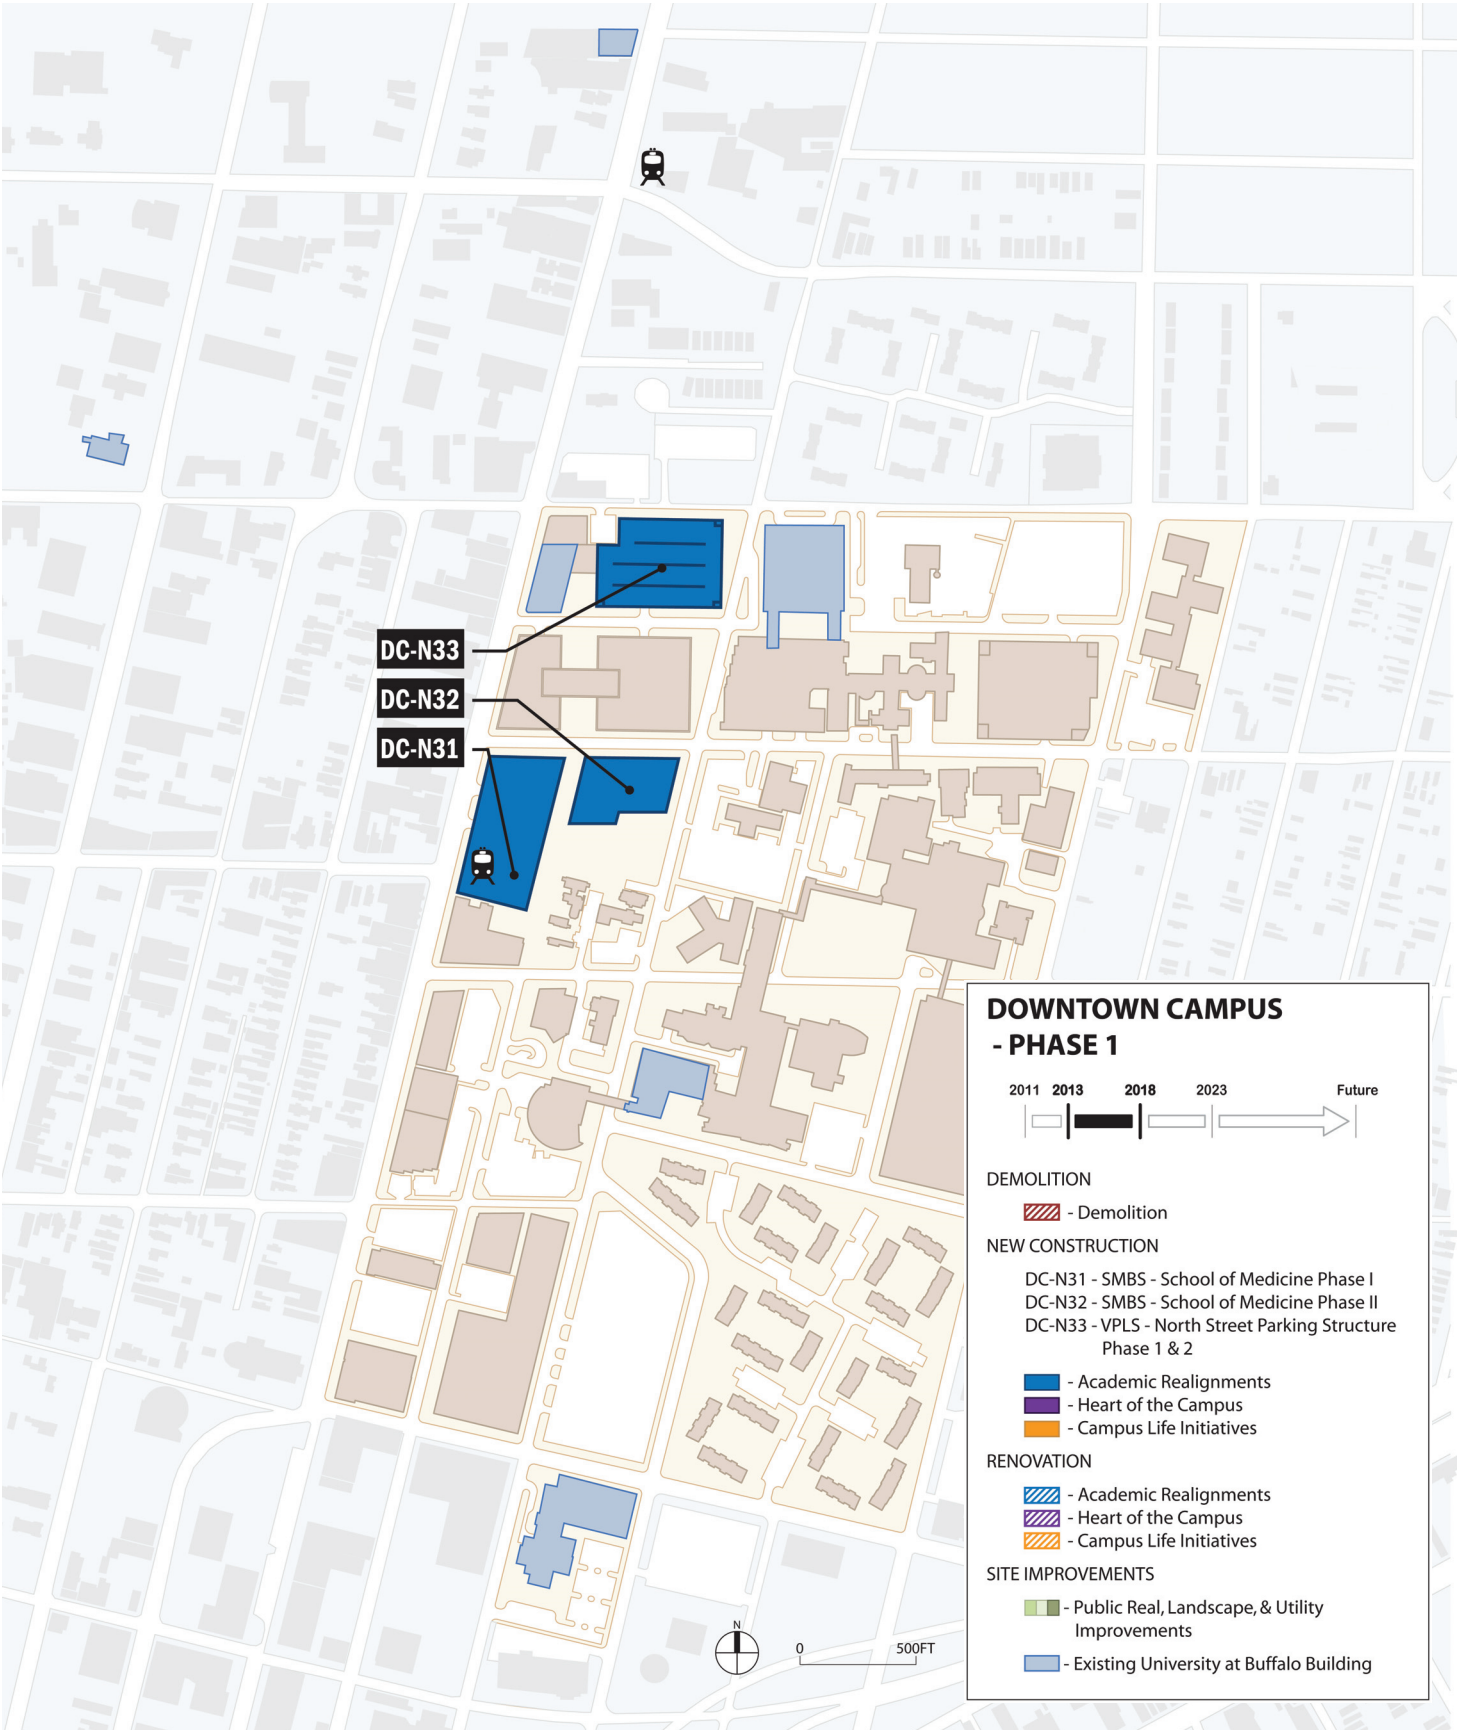 DC-N33
DC-N32
DC-N31
DOWNTOWN CAMPUS
- PHASE 1
2011 2013 2018 2023 Future
DEMOLITION
- Demolition
NEW CONSTRUCTION
DC-N31 - SMBS - School of Medicine Phase I
DC-N32 - SMBS - School of Medicine Phase II
DC-N33 - VPLS - North Street Parking Structure
Phase 1 & 2
- Academic Realignments
- Heart of the Campus
- Campus Life Initiatives
RENOVATION
- Academic Realignments
- Heart of the Campus
- Campus Life Initiatives
SITE IMPROVEMENTS
- Public Real, Landscape, & Utility
Improvements
- Existing University at Buffalo Building
N
0 500FT